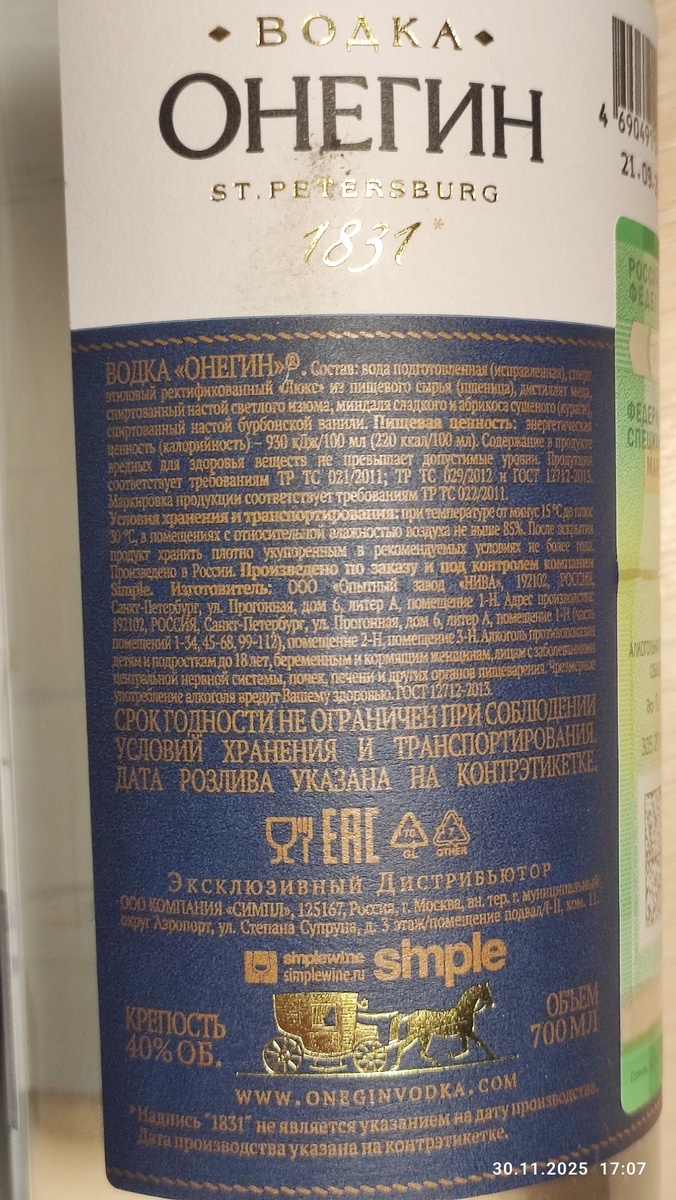 ВОДКА
ОНЕГИН
ST. PETERSBURG
1831*
ВОДКА «ОНЕГИН»®. Состав: вода подготовленная (исправленная), спирт
этиловый ректификованный «Люкс» из пищевого сырья (пшеница), дистиллят меда,
спиртованный настой светлого изюма, миндаля сладкого и абрикоса сушеного (кураги),
спиртованный настой бурбонской ванили. Пищевая ценность: энергетическая
ценность (калорийность) – 930 кДж/100 мл (220 ккал/100 мл). Содержание в продукте
вредных для здоровья веществ не превышает допустимые уровни. Продукция
соответствует требованиям ТР ТС 021/2011; ТР ТС 029/2012 и ГОСТ 12712-2013.
Маркировка продукции соответствует требованиям ТР ТС 022/2011.
Условия хранения и транспортирования: при температуре от минус 15 °С до плюс
30 °С, в помещениях с относительной влажностью воздуха не выше 85%. После вскрытия
продукт хранить плотно укупоренным в рекомендуемых условиях не более года.
Произведено в России. Произведено по заказу и под контролем компании
Simple. Изготовитель: ООО «Опытный завод «НИВА», 192102, РОССИЯ,
Санкт-Петербург, ул. Прогонная, дом 6, литер А, помещение 1-Н. Адрес производства:
192102, РОССИЯ, Санкт-Петербург, ул. Прогонная, дом 6, литер А, помещение 1-Н (часть
помещений 1-34, 45-68, 99-112), помещение 2-Н, помещение 3-Н. Алкоголь противопоказан
детям и подросткам до 18 лет, беременным и кормящим женщинам, лицам с заболеваниями
центральной нервной системы, почек, печени и других органов пищеварения. Чрезмерное
употребление алкоголя вредит Вашему здоровью. ГОСТ 12712-2013.
СРОК ГОДНОСТИ НЕ ОГРАНИЧЕН ПРИ СОБЛЮДЕНИИ
УСЛОВИЙ ХРАНЕНИЯ И ТРАНСПОРТИРОВАНИЯ.
ДАТА РОЗЛИВА УКАЗАНА НА КОНТРЭТИКЕТКЕ.
EAC
70
GL
7
OTHER
Эксклюзивный Дистрибьютор
ООО КОМПАНИЯ «СИМПЛ», 125167, Россия, г. Москва, вн. тер. г. муниципальный
округ Аэропорт, ул. Степана Супруна, д. 3 этаж/помещение подвал/I-II, ком. 11.
simplewine
simplewine.ru
simple
КРЕПОСТЬ
40% ОБ.
ОБЪЕМ
700 МЛ
WWW.ONEGINVODKA.COM
*Надпись "1831" не является указанием на дату производства.
Дата производства указана на контрэтикетке.
4 69049
21.09
30.11.2025 17:07